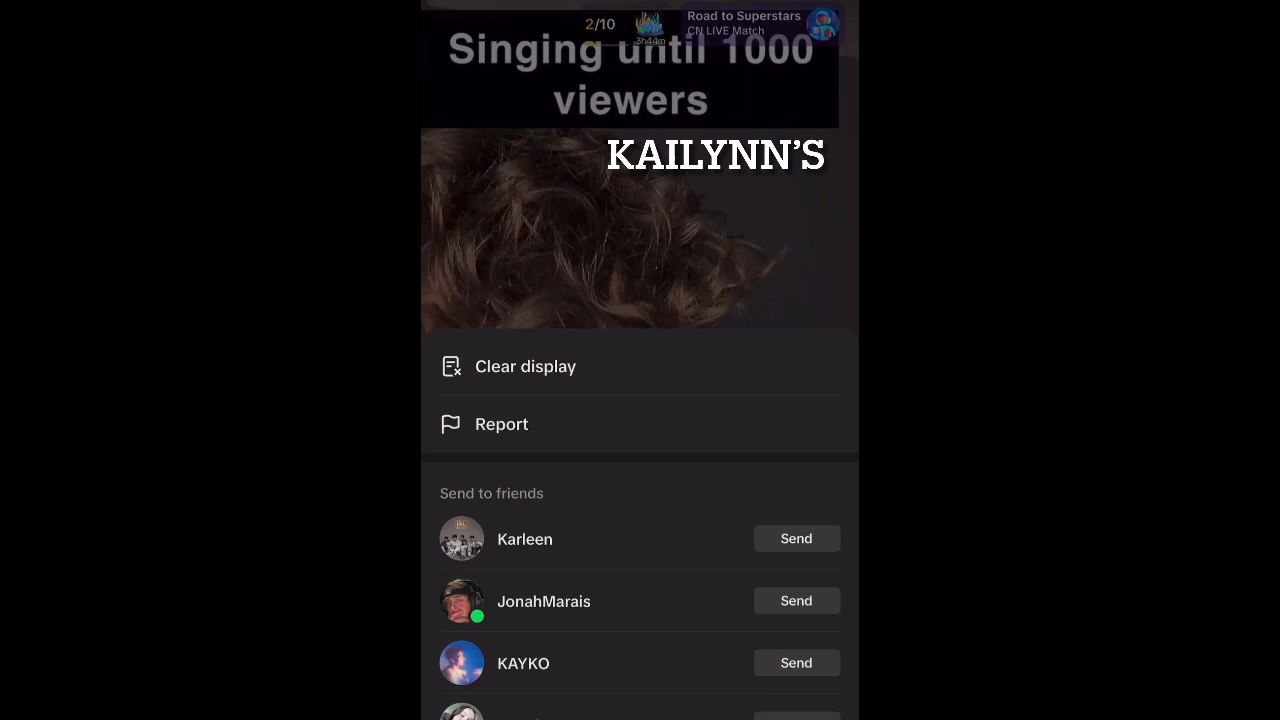 2/10
3h44m
Road to Superstars
CN LIVE Match
Singing until 1000
viewers
KAILYNN'S
Clear display
Report
Send to friends
Karleen
Send
JonahMarais
Send
KAYKO
Send